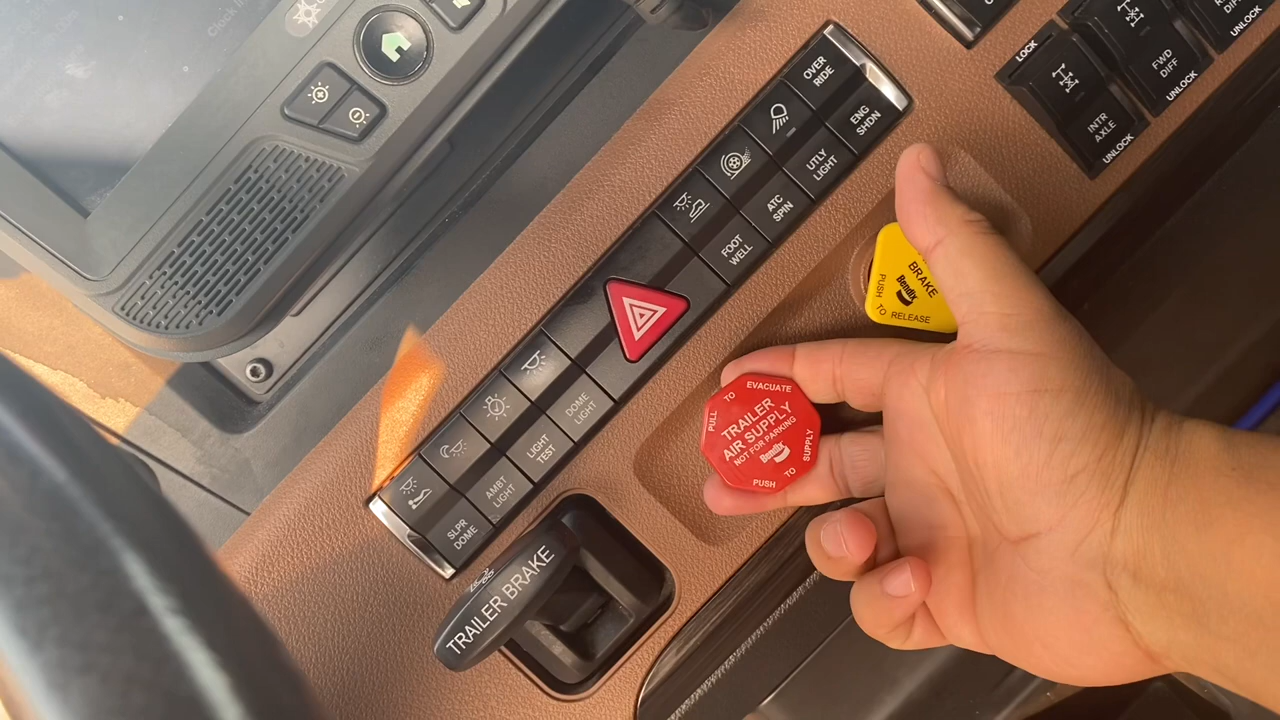 OVER
RIDE
ENG
SHDN
UTLY
LIGHT
ATC
SPIN
FOOT
WELL
DOME
LIGHT
LIGHT
TEST
AMBT
LIGHT
SLPR
DOME
LOCK
INTR
AXLE
UNLOCK
FWD
DIFF
UNLOCK
UNLOCK
BRAKE
Bendix
PUSH TO RELEASE
PULL TO EVACUATE
TRAILER
AIR SUPPLY
NOT FOR PARKING
Bendix
PUSH TO SUPPLY
TRAILER BRAKE